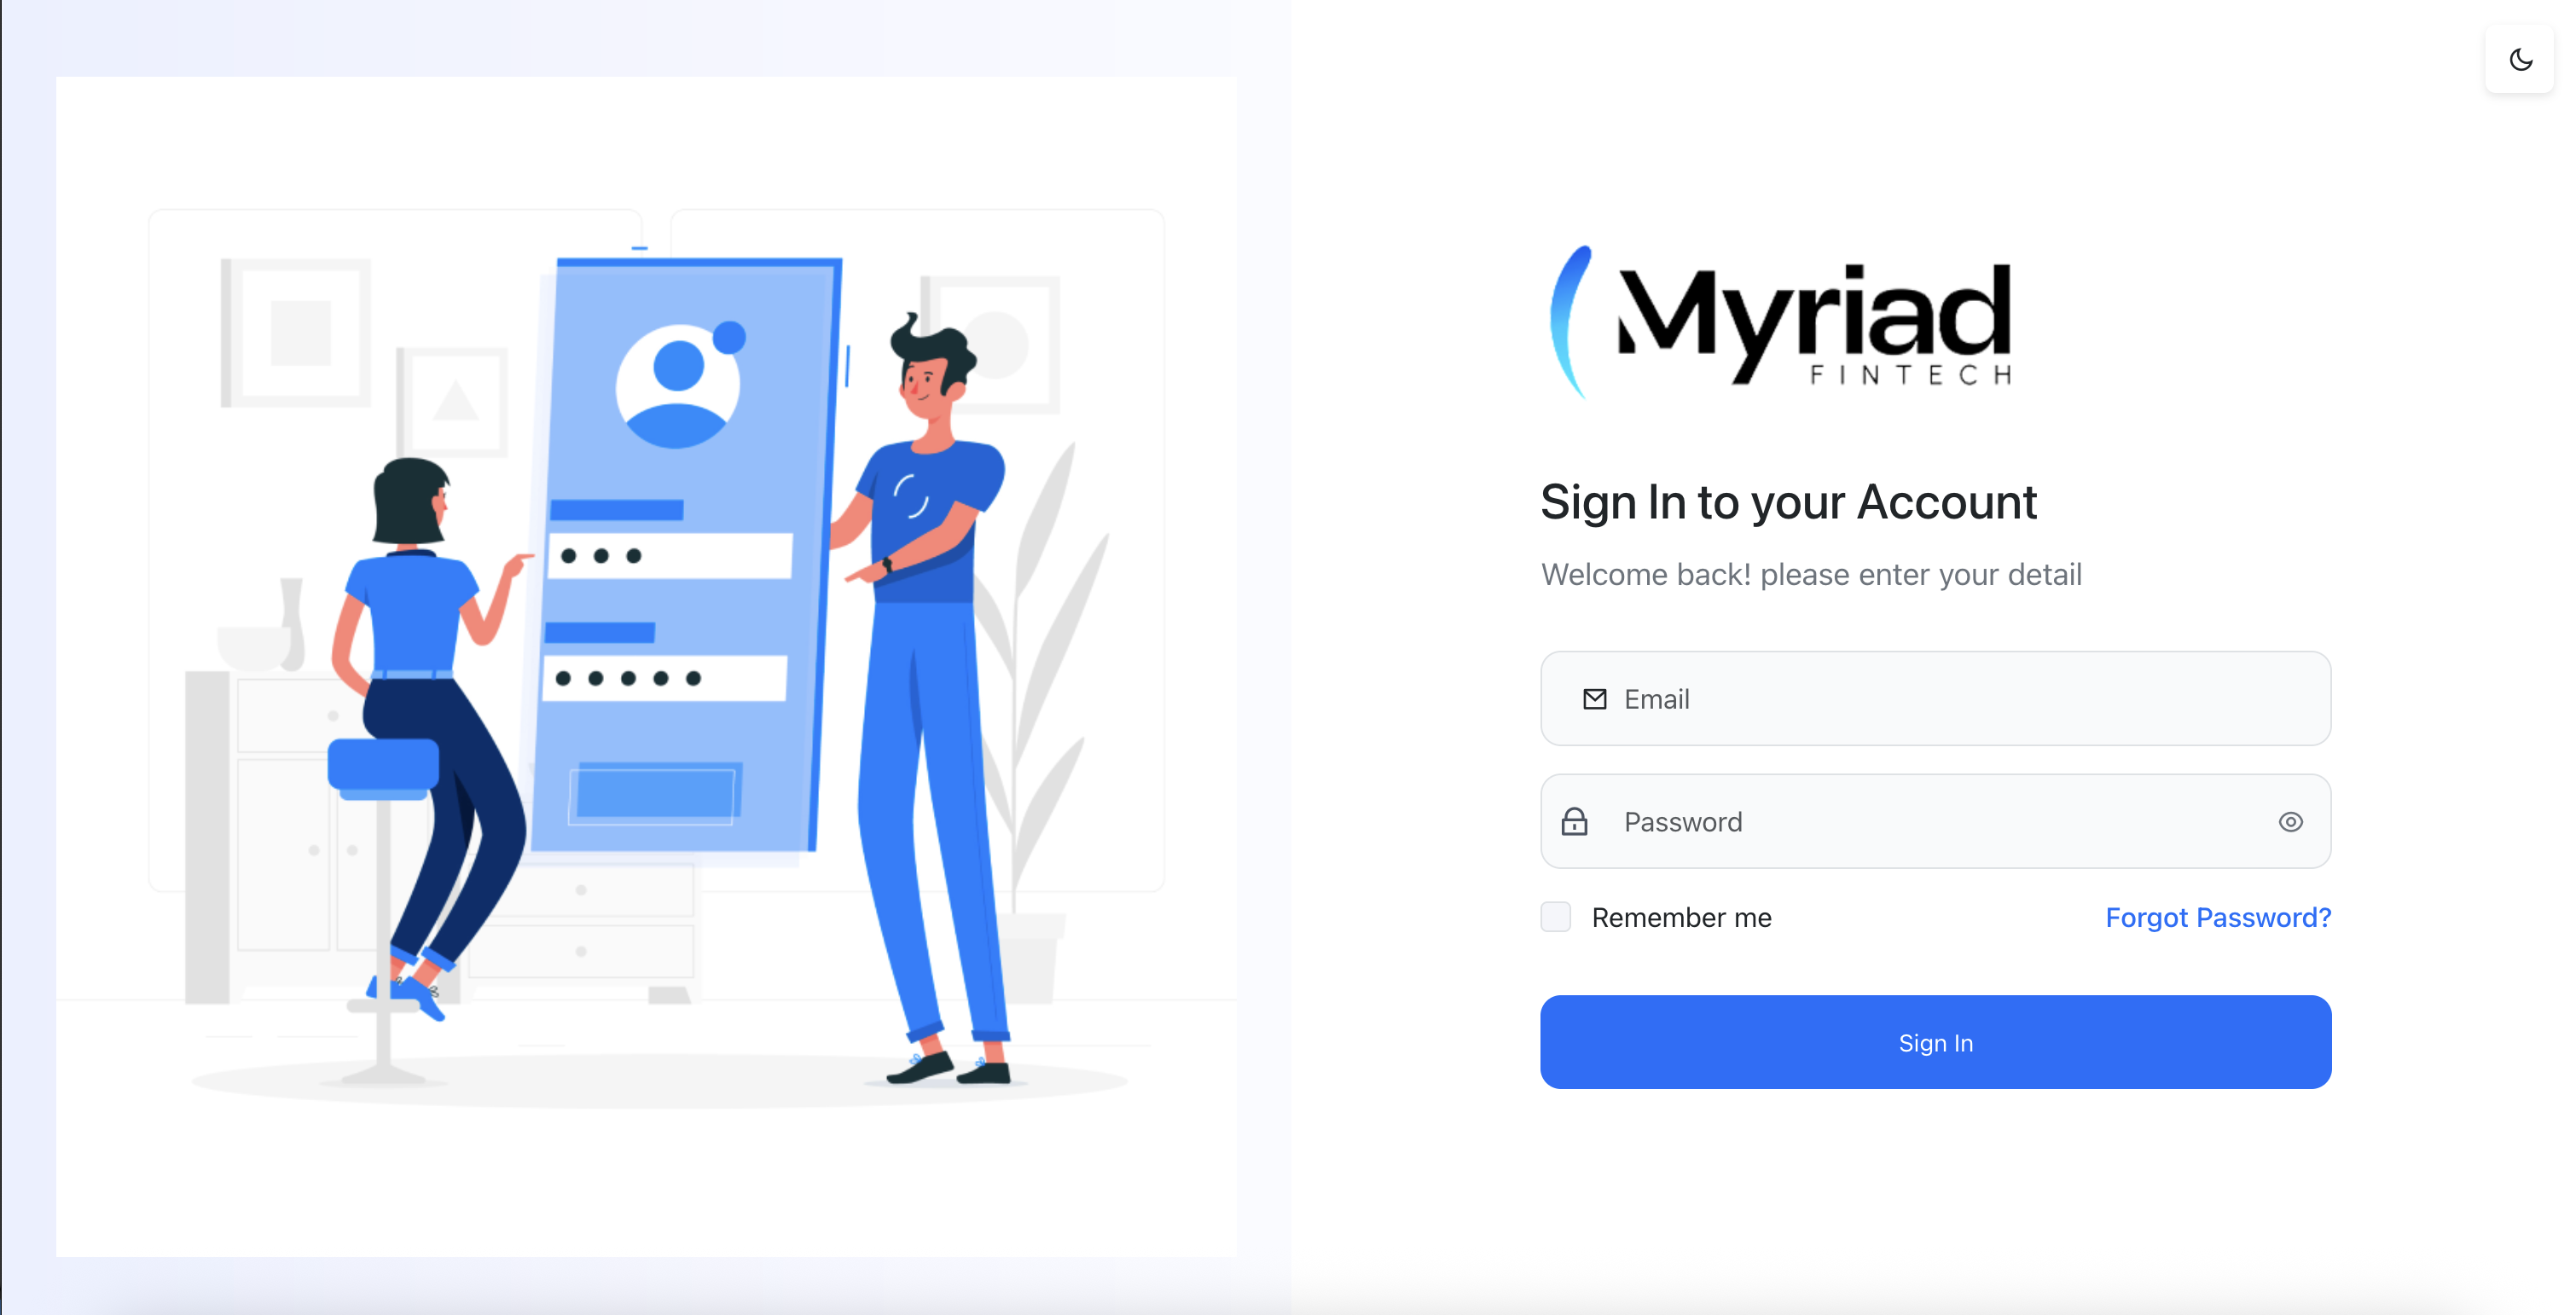 Myriad
FINTECH
Sign In to your Account
Welcome back! please enter your detail
Email
Password
Remember me
Forgot Password?
Sign In